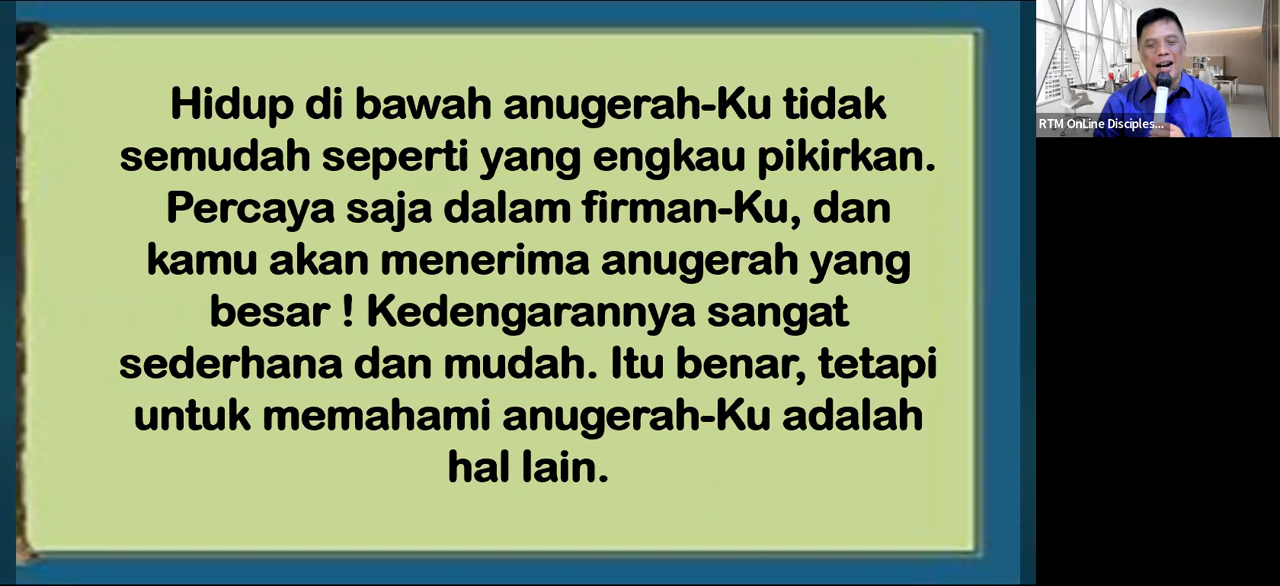 Hidup di bawah anugerah-Ku tidak
semudah seperti yang engkau pikirkan.
Percaya saja dalam firman-Ku, dan
kamu akan menerima anugerah yang
besar ! Kedengarannya sangat
sederhana dan mudah. Itu benar, tetapi
untuk memahami anugerah-Ku adalah
hal lain.
RTM OnLine Disciples...